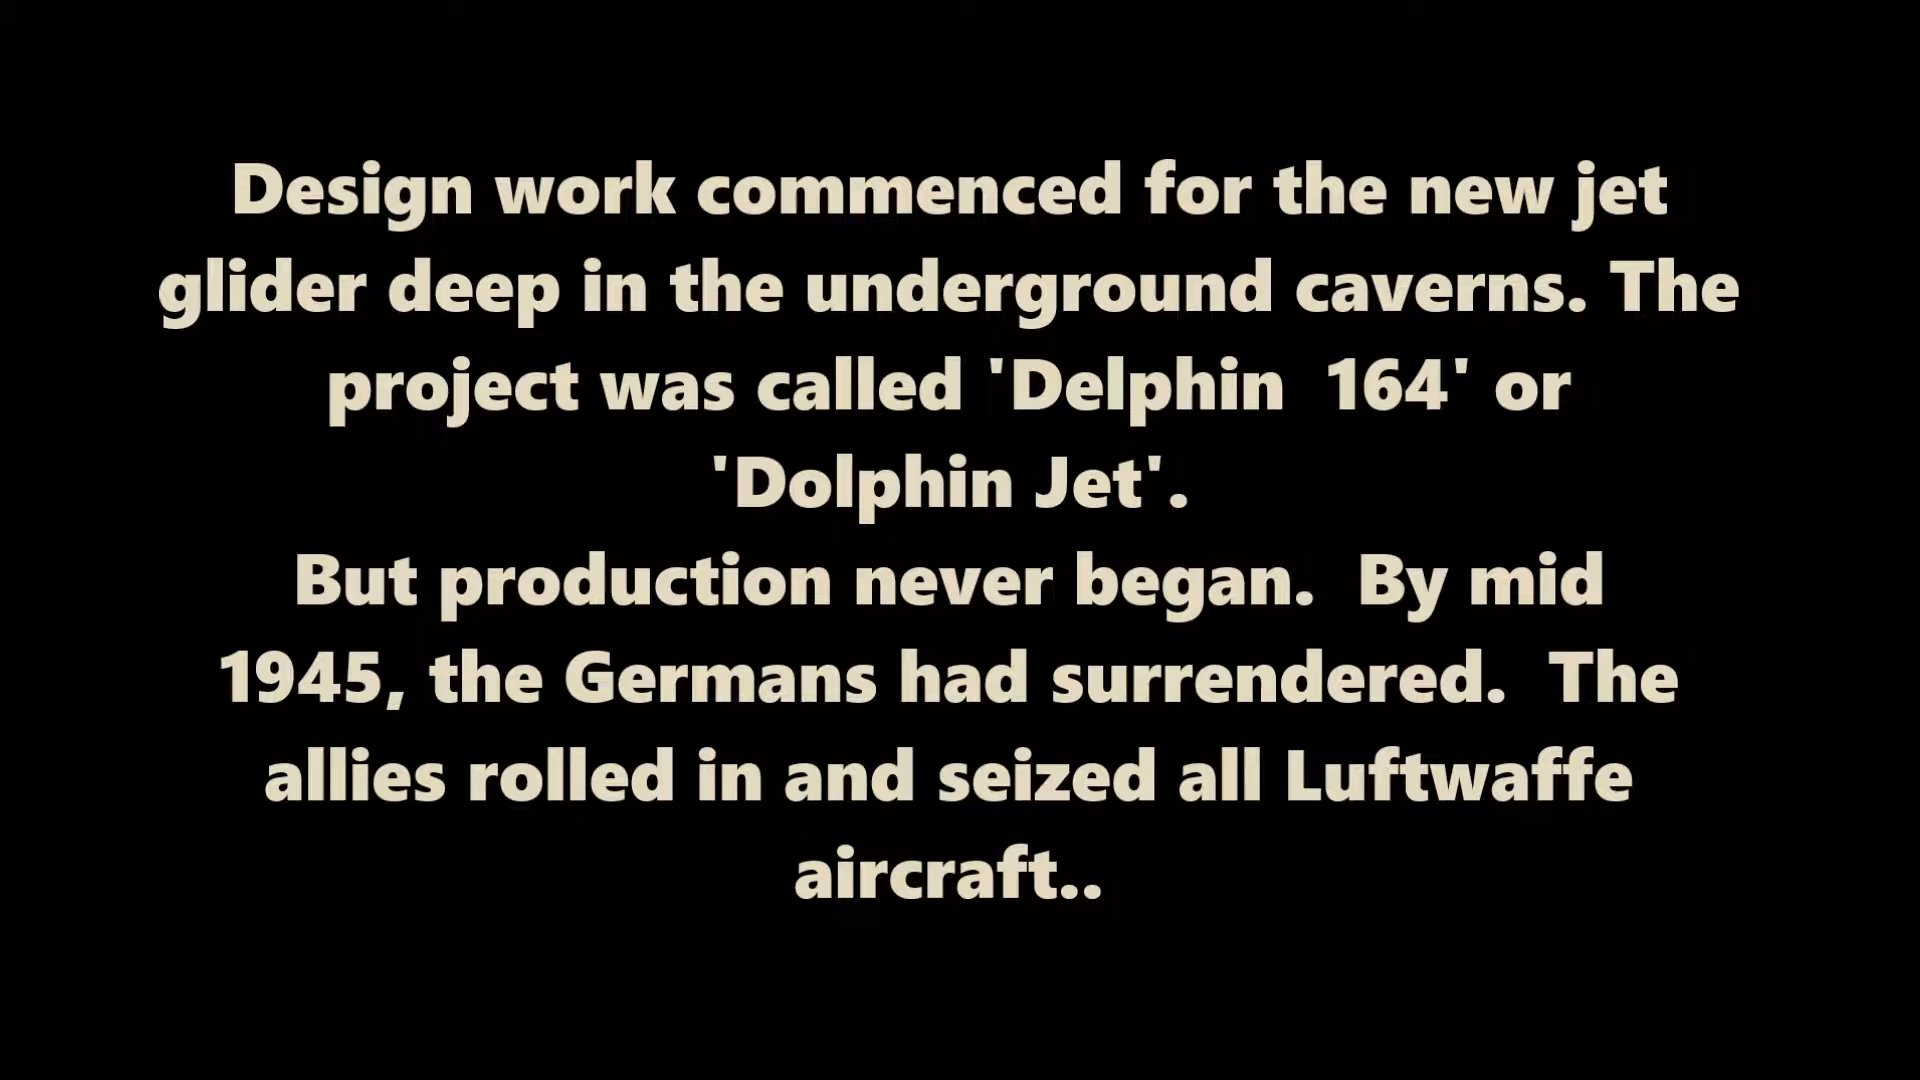 Design work commenced for the new jet
glider deep in the underground caverns. The
project was called 'Delphin  164' or
'Dolphin Jet'.
But production never began.  By mid
1945, the Germans had surrendered.  The
allies rolled in and seized all Luftwaffe
aircraft..